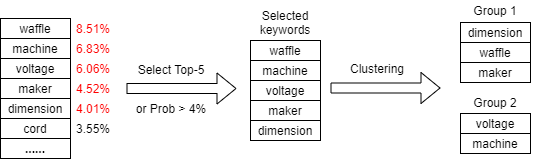 waffle 8.51%
machine 6.83%
voltage 6.06%
maker 4.52%
dimension 4.01%
cord 3.55%
......
Select Top-5
or Prob > 4%
Selected
keywords
waffle
machine
voltage
maker
dimension
Clustering
Group 1
dimension
waffle
maker
Group 2
voltage
machine